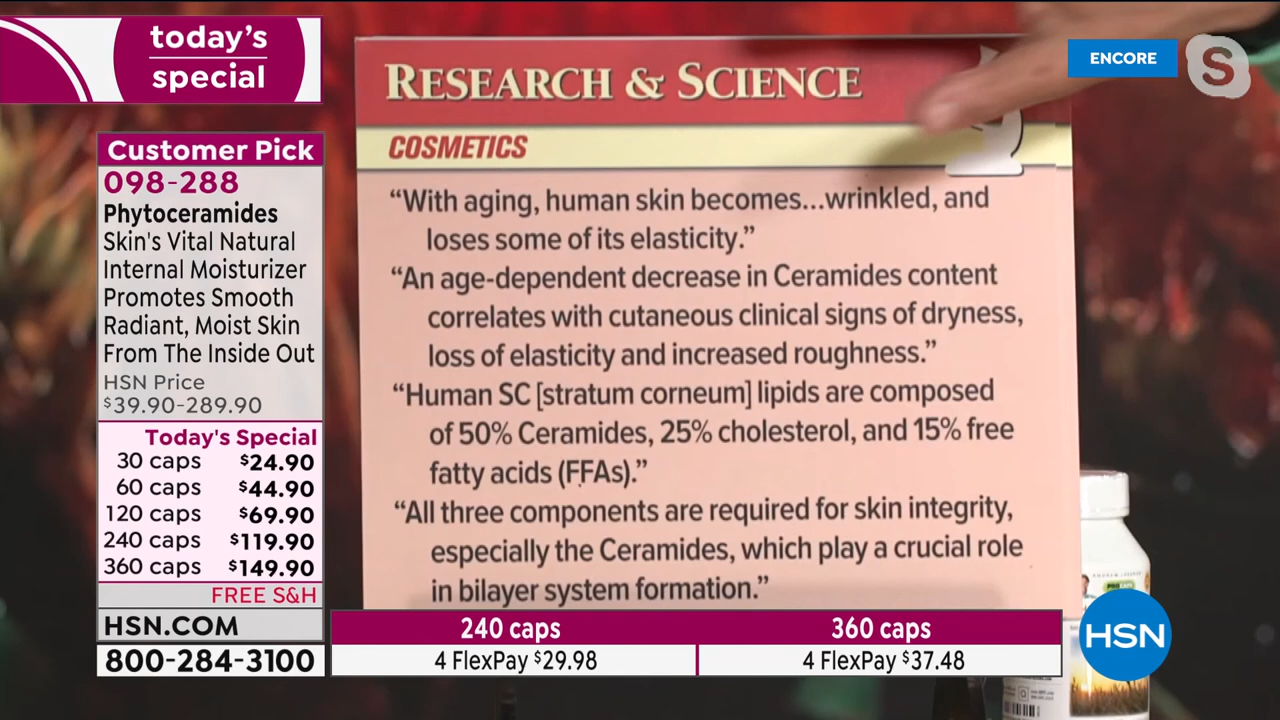 today's
special
Customer Pick
098-288
Phytoceramides
Skin's Vital Natural
Internal Moisturizer
Promotes Smooth
Radiant, Moist Skin
From The Inside Out
HSN Price
$39.90-289.90
Today's Special
30 caps $24.90
60 caps $44.90
120 caps $69.90
240 caps $119.90
360 caps $149.90
FREE S&H
HSN.COM
800-284-3100
RESEARCH & SCIENCE
COSMETICS
“With aging, human skin becomes...wrinkled, and
loses some of its elasticity.”
“An age-dependent decrease in Ceramides content
correlates with cutaneous clinical signs of dryness,
loss of elasticity and increased roughness.”
“Human SC [stratum corneum] lipids are composed
of 50% Ceramides, 25% cholesterol, and 15% free
fatty acids (FFAs).”
“All three components are required for skin integrity,
especially the Ceramides, which play a crucial role
in bilayer system formation.”
ENCORE
S
240 caps 360 caps
4 FlexPay $29.98 4 FlexPay $37.48
HSN